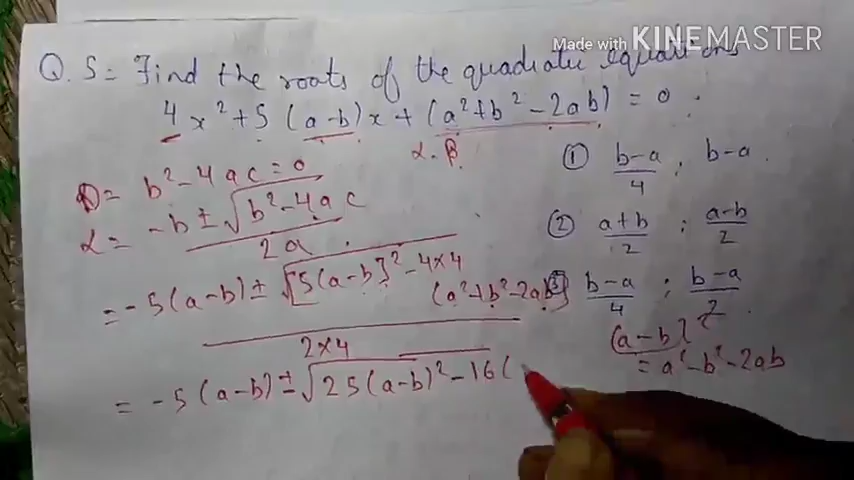 Made with KINEMASTER
Q. 5 = Find the roots of the quadratic equations
4x² + 5 (a-b)x + (a² + b² - 2ab) = 0 .
α . β
① b-a/4 ; b-a .
② a+b/2 ; a-b/2
③ b-a/4 ; b-a/2 .
D = b² - 4ac = 0
α = -b ± √b² - 4ac / 2a
= -5(a-b) ± √[5(a-b)]² - 4×4 (a² + b² - 2ab) / 2×4
(a-b)²
= a² - b² - 2ab
= -5(a-b) ± √25(a-b)² - 16(